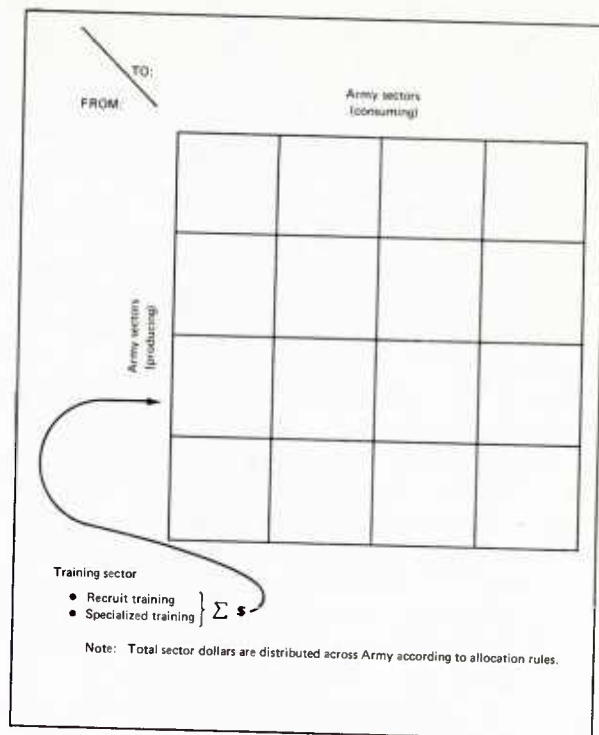 TO:
FROM:
Army sectors
(consuming)
Army sectors
(producing)
Training sector
• Recruit training
• Specialized training } Σ $
Note: Total sector dollars are distributed across Army according to allocation rules.